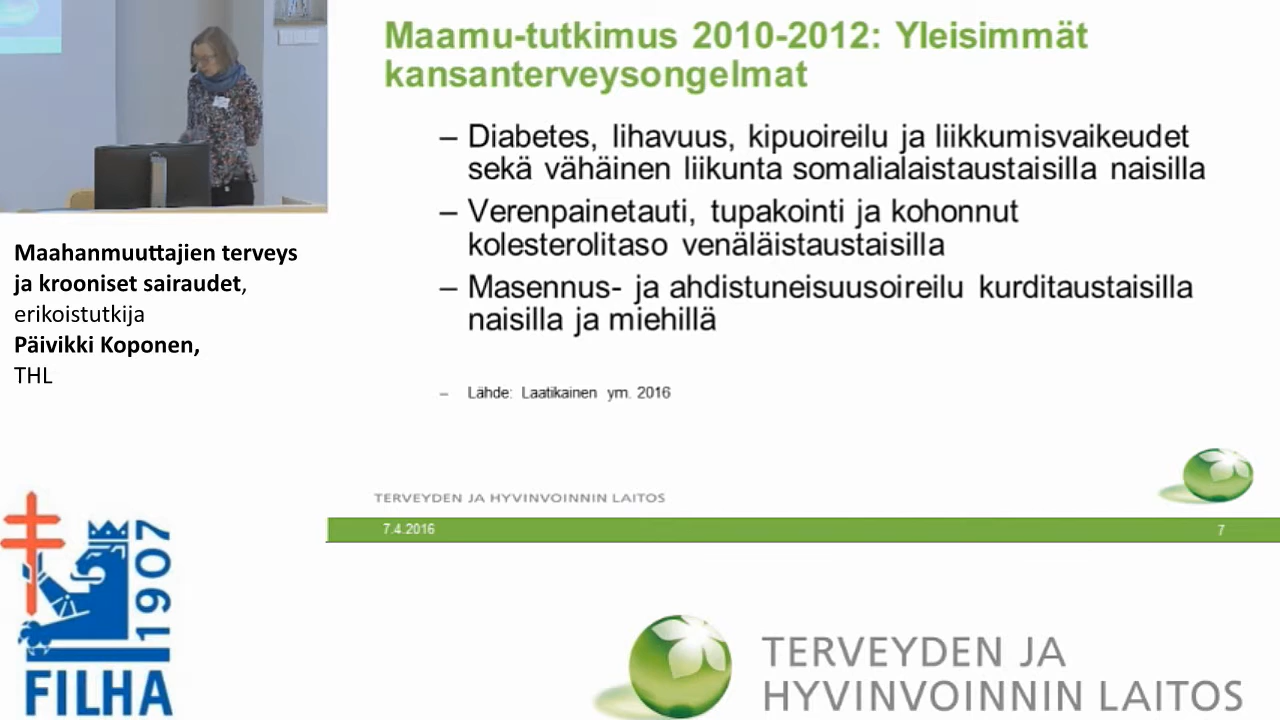 Maamu-tutkimus 2010-2012: Yleisimmät
kansanterveysongelmat
– Diabetes, lihavuus, kipuoireilu ja liikkumisvaikeudet
sekä vähäinen liikunta somalialaistaustaisilla naisilla
– Verenpainetauti, tupakointi ja kohonnut
kolesterolitaso venäläistaustaisilla
– Masennus- ja ahdistuneisuusoireilu kurditaustaisilla
naisilla ja miehillä
– Lähde: Laatikainen ym. 2016
TERVEYDEN JA HYVINVOINNIN LAITOS
7.4.2016
7
Maahanmuuttajien terveys
ja krooniset sairaudet,
erikoistutkija
Päivikki Koponen,
THL
1907
FILHA
TERVEYDEN JA
HYVINVOINNIN LAITOS